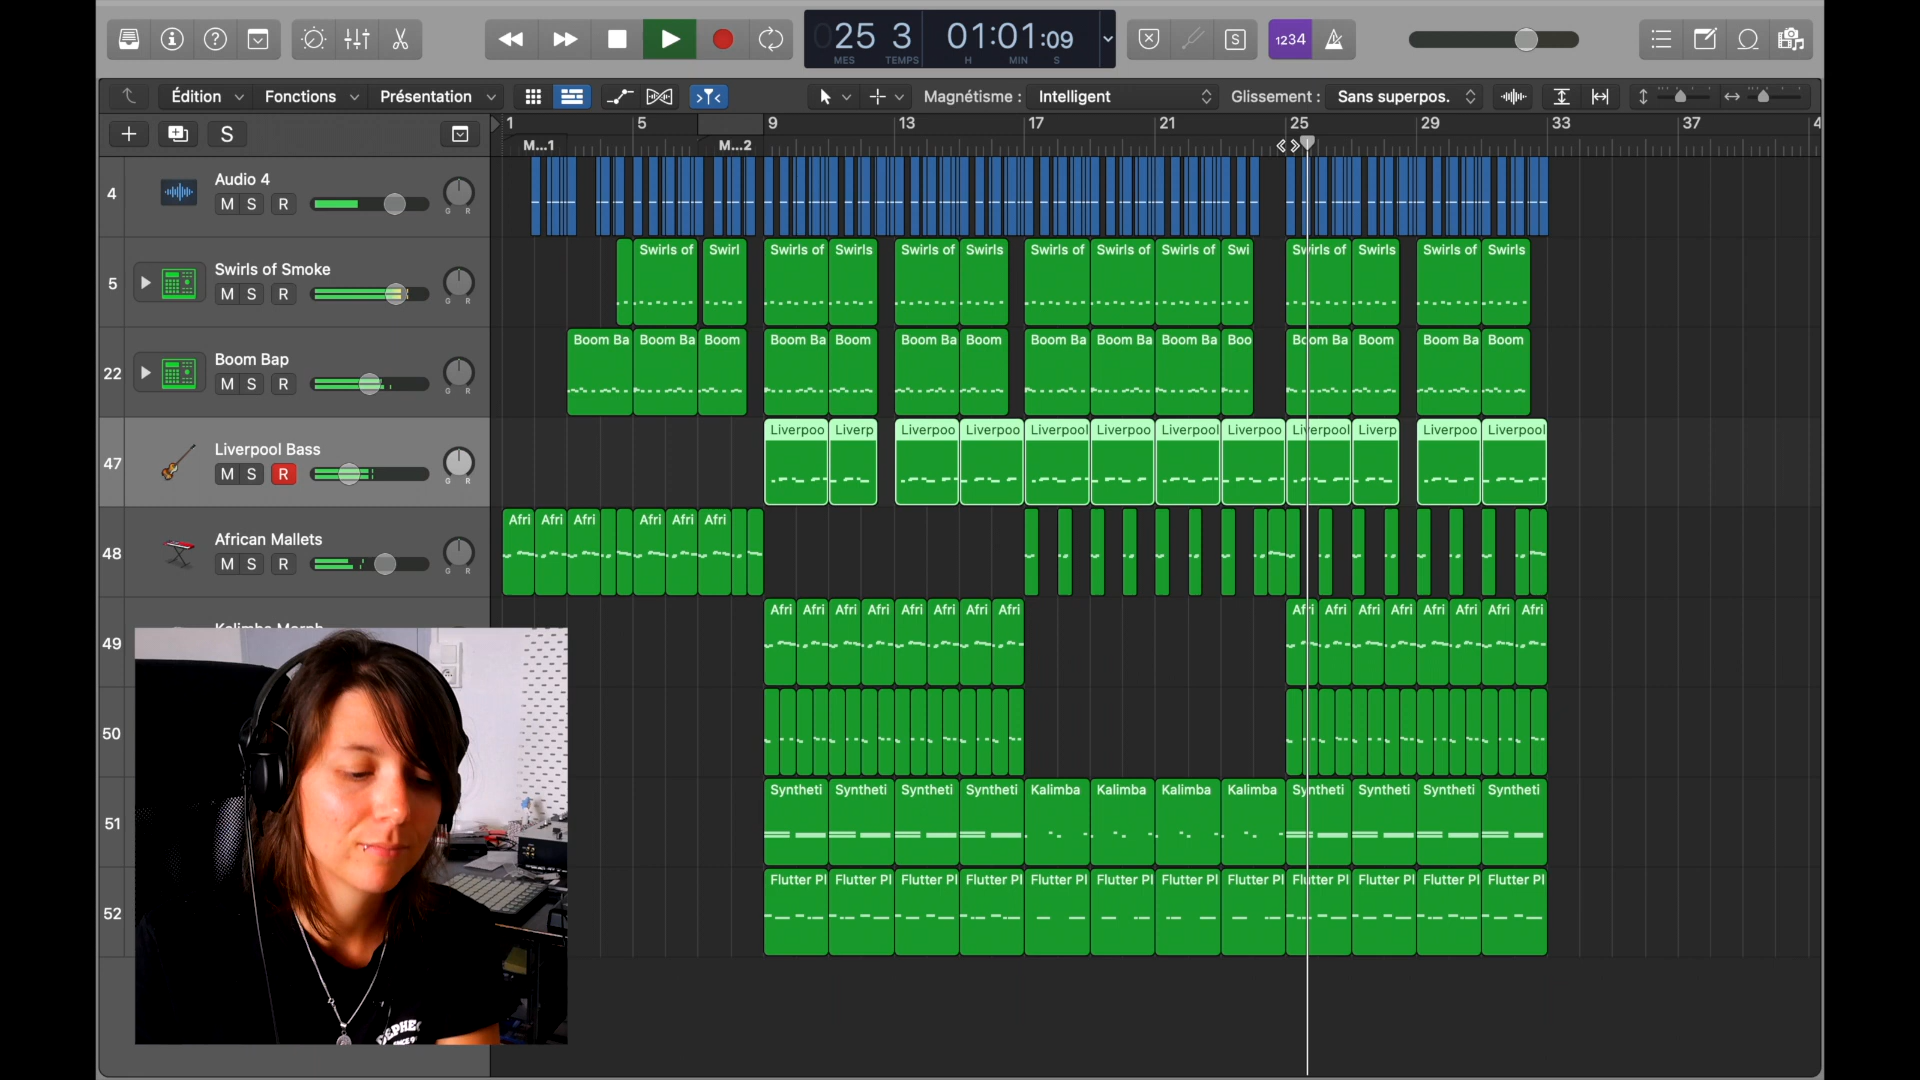 25 3 01:01:09
MES TEMPS H MIN S
S 1234
Édition Fonctions Présentation Magnétisme : Intelligent Glissement : Sans superpos.
S
1 5 9 13 17 21 25 29 33 37 4
M...1 M...2
4 Audio 4
M S R G R
5 Swirls of Smoke
M S R G R
Swirls of Swirl Swirls of Swirls Swirls of Swirls Swirls of Swirls of Swirls of Swi Swirls of Swirls Swirls of Swirls
22 Boom Bap
M S R G R
Boom Ba Boom Ba Boom Boom Ba Boom Boom Ba Boom Boom Ba Boom Ba Boom Ba Boo Boom Ba Boom Boom Ba Boom
47 Liverpool Bass
M S R G R
Liverpoo Liverp Liverpoo Liverpoo Liverpool Liverpoo Liverpool Liverpoo Liverpool Liverp Liverpoo Liverpool
48 African Mallets
M S R G R
Afri Afri Afri Afri Afri Afri
49 Kalimba Morph
Afri Afri Afri Afri Afri Afri Afri Afri Afri Afri Afri Afri Afri Afri Afri Afri
50
51
Syntheti Syntheti Syntheti Syntheti Kalimba Kalimba Kalimba Kalimba Syntheti Syntheti Syntheti Syntheti
52
Flutter Pl Flutter Pl Flutter Pl Flutter Pl Flutter Pl Flutter Pl Flutter Pl Flutter Pl Flutter Pl Flutter Pl Flutter Pl Flutter Pl